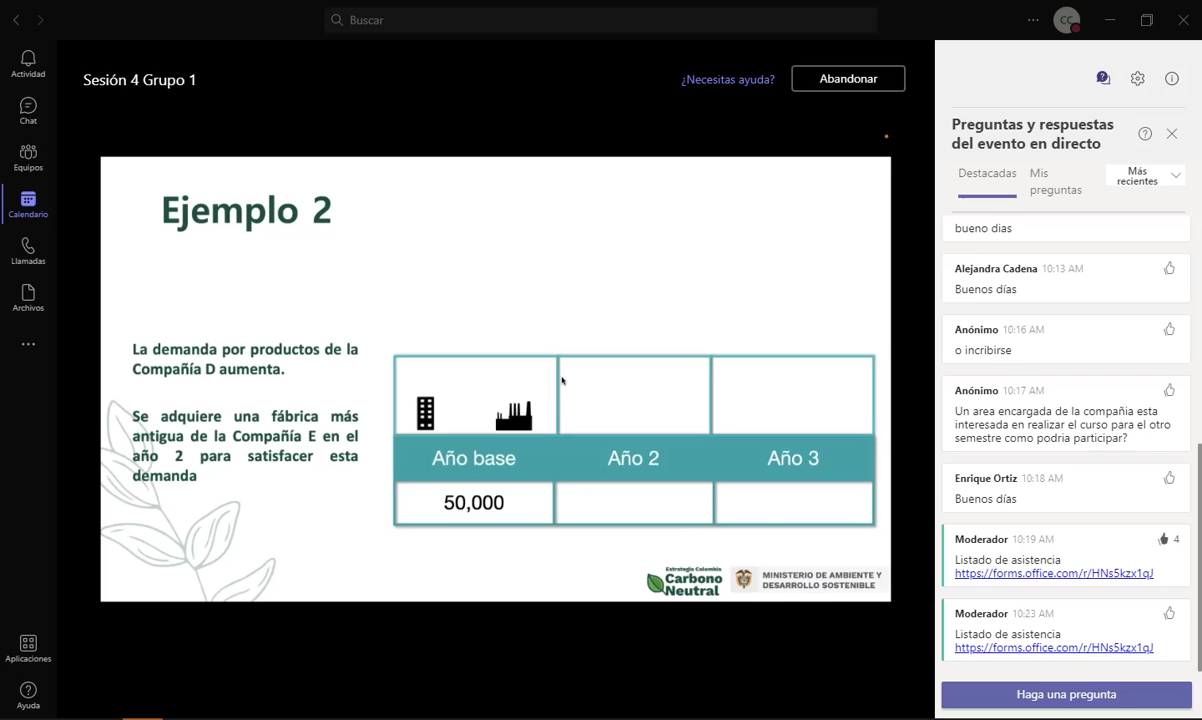 Buscar
CC
Actividad
Chat
Equipos
Calendario
Llamadas
Archivos
Aplicaciones
Ayuda
Sesión 4 Grupo 1
¿Necesitas ayuda?
Abandonar
Ejemplo 2
La demanda por productos de la
Compañía D aumenta.
Se adquiere una fábrica más
antigua de la Compañía E en el
año 2 para satisfacer esta
demanda
Año base
Año 2
Año 3
50,000
Estrategia Colombia
Carbono
Neutral
MINISTERIO DE AMBIENTE Y
DESARROLLO SOSTENIBLE
Preguntas y respuestas
del evento en directo
Destacadas
Mis
preguntas
Más
recientes
bueno dias
Alejandra Cadena 10:13 AM
Buenos días
Anónimo 10:16 AM
o incribirse
Anónimo 10:17 AM
Un area encargada de la compañia esta
interesada en realizar el curso para el otro
semestre como podria participar?
Enrique Ortiz 10:18 AM
Buenos días
Moderador 10:19 AM 4
Listado de asistencia
https://forms.office.com/r/HNs5kzx1qJ
Moderador 10:23 AM
Listado de asistencia
https://forms.office.com/r/HNs5kzx1qJ
Haga una pregunta